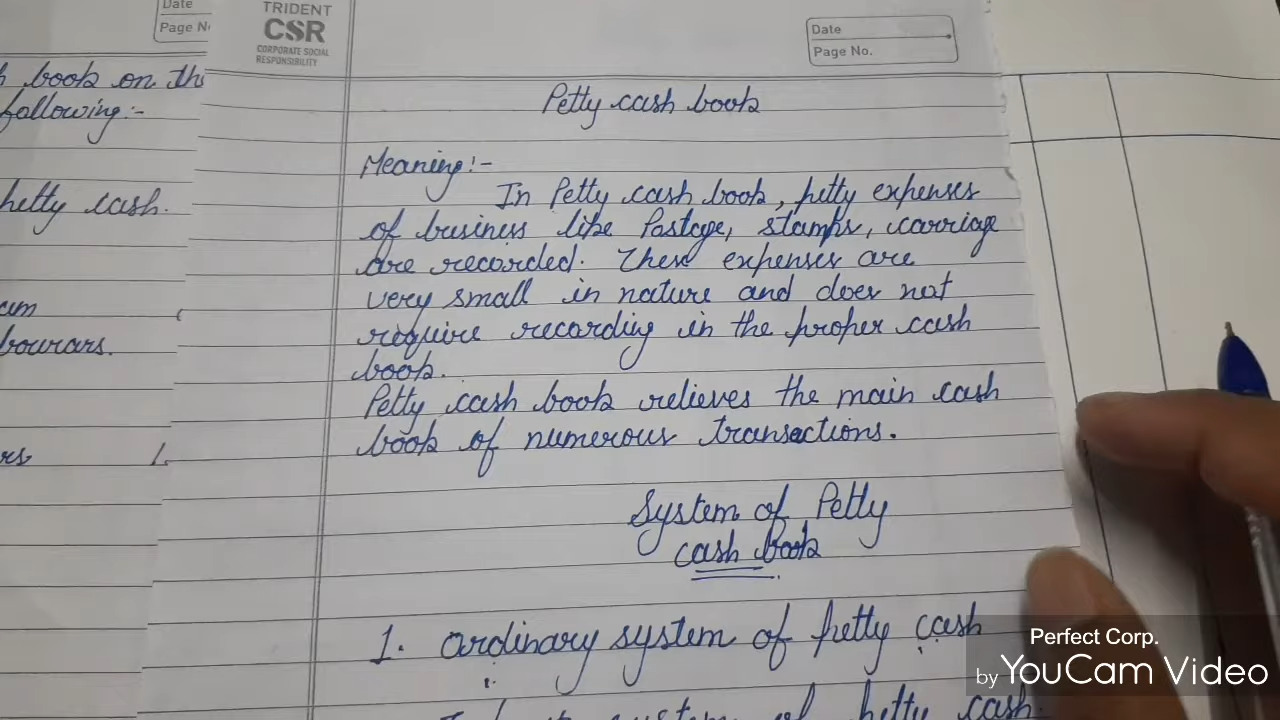 Date
Page N
TRIDENT
CSR
CORPORATE SOCIAL
RESPONSIBILITY
Date
Page No.
book on the
following:-
petty cash.
Petty cash book
Meaning:-
In Petty cash book, petty expenses
of business like Postage, stamps, carriage
are recorded. These expenses are
very small in nature and does not
require recording in the proper cash
book.
Petty cash book relieves the main cash
book of numerous transactions.
System of Petty
cash book
1. ordinary system of petty cash
system of petty cash.
Perfect Corp.
by YouCam Video